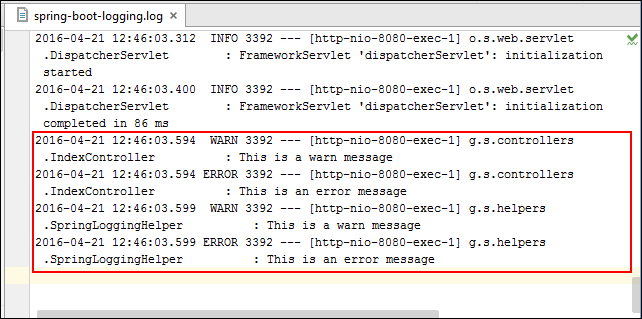 spring-boot-logging.log ×
2016-04-21 12:46:03.312  INFO 3392 --- [http-nio-8080-exec-1] o.s.web.servlet
.DispatcherServlet        : FrameworkServlet 'dispatcherServlet': initialization
started
2016-04-21 12:46:03.400  INFO 3392 --- [http-nio-8080-exec-1] o.s.web.servlet
.DispatcherServlet        : FrameworkServlet 'dispatcherServlet': initialization
completed in 86 ms
2016-04-21 12:46:03.594  WARN 3392 --- [http-nio-8080-exec-1] g.s.controllers
.IndexController          : This is a warn message
2016-04-21 12:46:03.594 ERROR 3392 --- [http-nio-8080-exec-1] g.s.controllers
.IndexController          : This is an error message
2016-04-21 12:46:03.599  WARN 3392 --- [http-nio-8080-exec-1] g.s.helpers
.SpringLoggingHelper          : This is a warn message
2016-04-21 12:46:03.599 ERROR 3392 --- [http-nio-8080-exec-1] g.s.helpers
.SpringLoggingHelper          : This is an error message